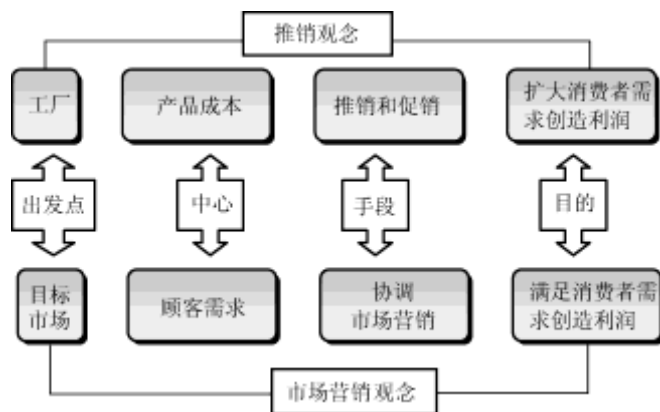 推销观念
工厂
产品成本
推销和促销
扩大消费者需
求创造利润
出发点
中心
手段
目的
目标
市场
顾客需求
协调
市场营销
满足消费者需
求创造利润
市场营销观念